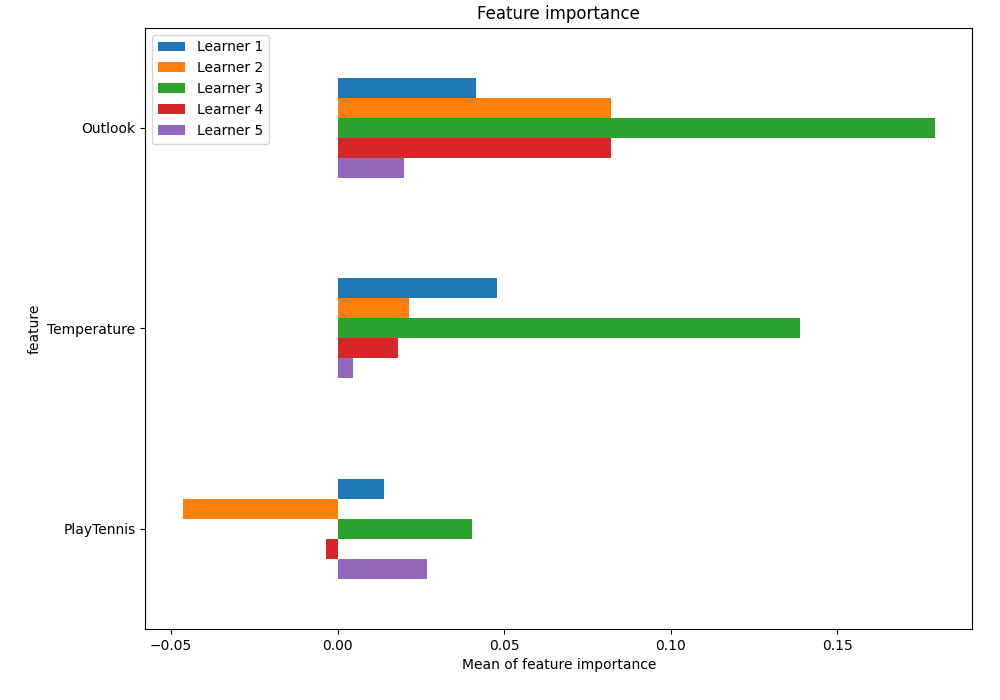 Feature importance
Learner 1
Learner 2
Learner 3
Learner 4
Learner 5
Outlook
Temperature
PlayTennis
feature
−0.05 0.00 0.05 0.10 0.15
Mean of feature importance